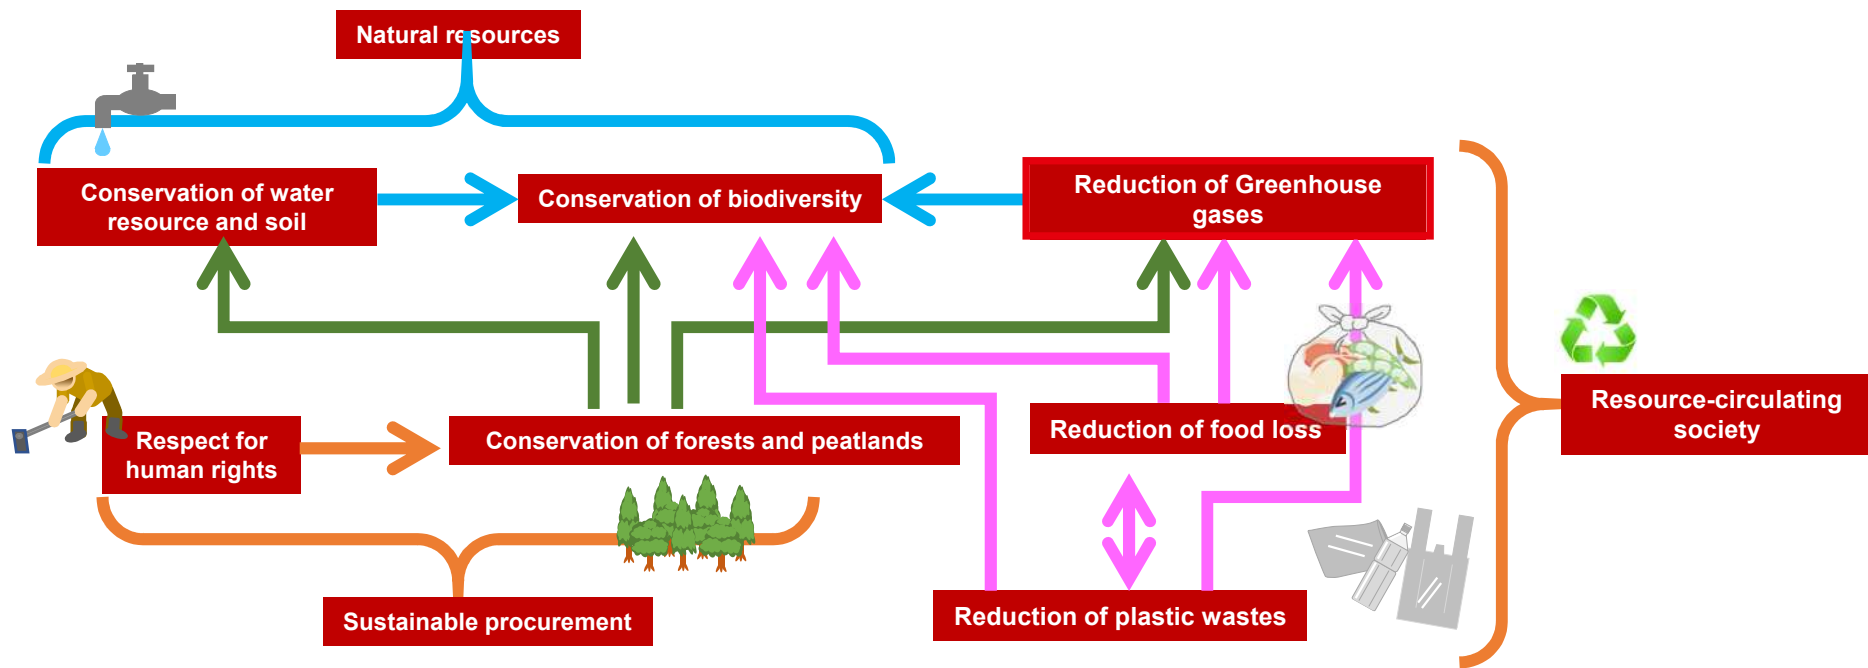 Natural resources
Conservation of water
resource and soil
Conservation of biodiversity
Reduction of Greenhouse
gases
Respect for
human rights
Conservation of forests and peatlands
Reduction of food loss
Resource-circulating
society
Sustainable procurement
Reduction of plastic wastes